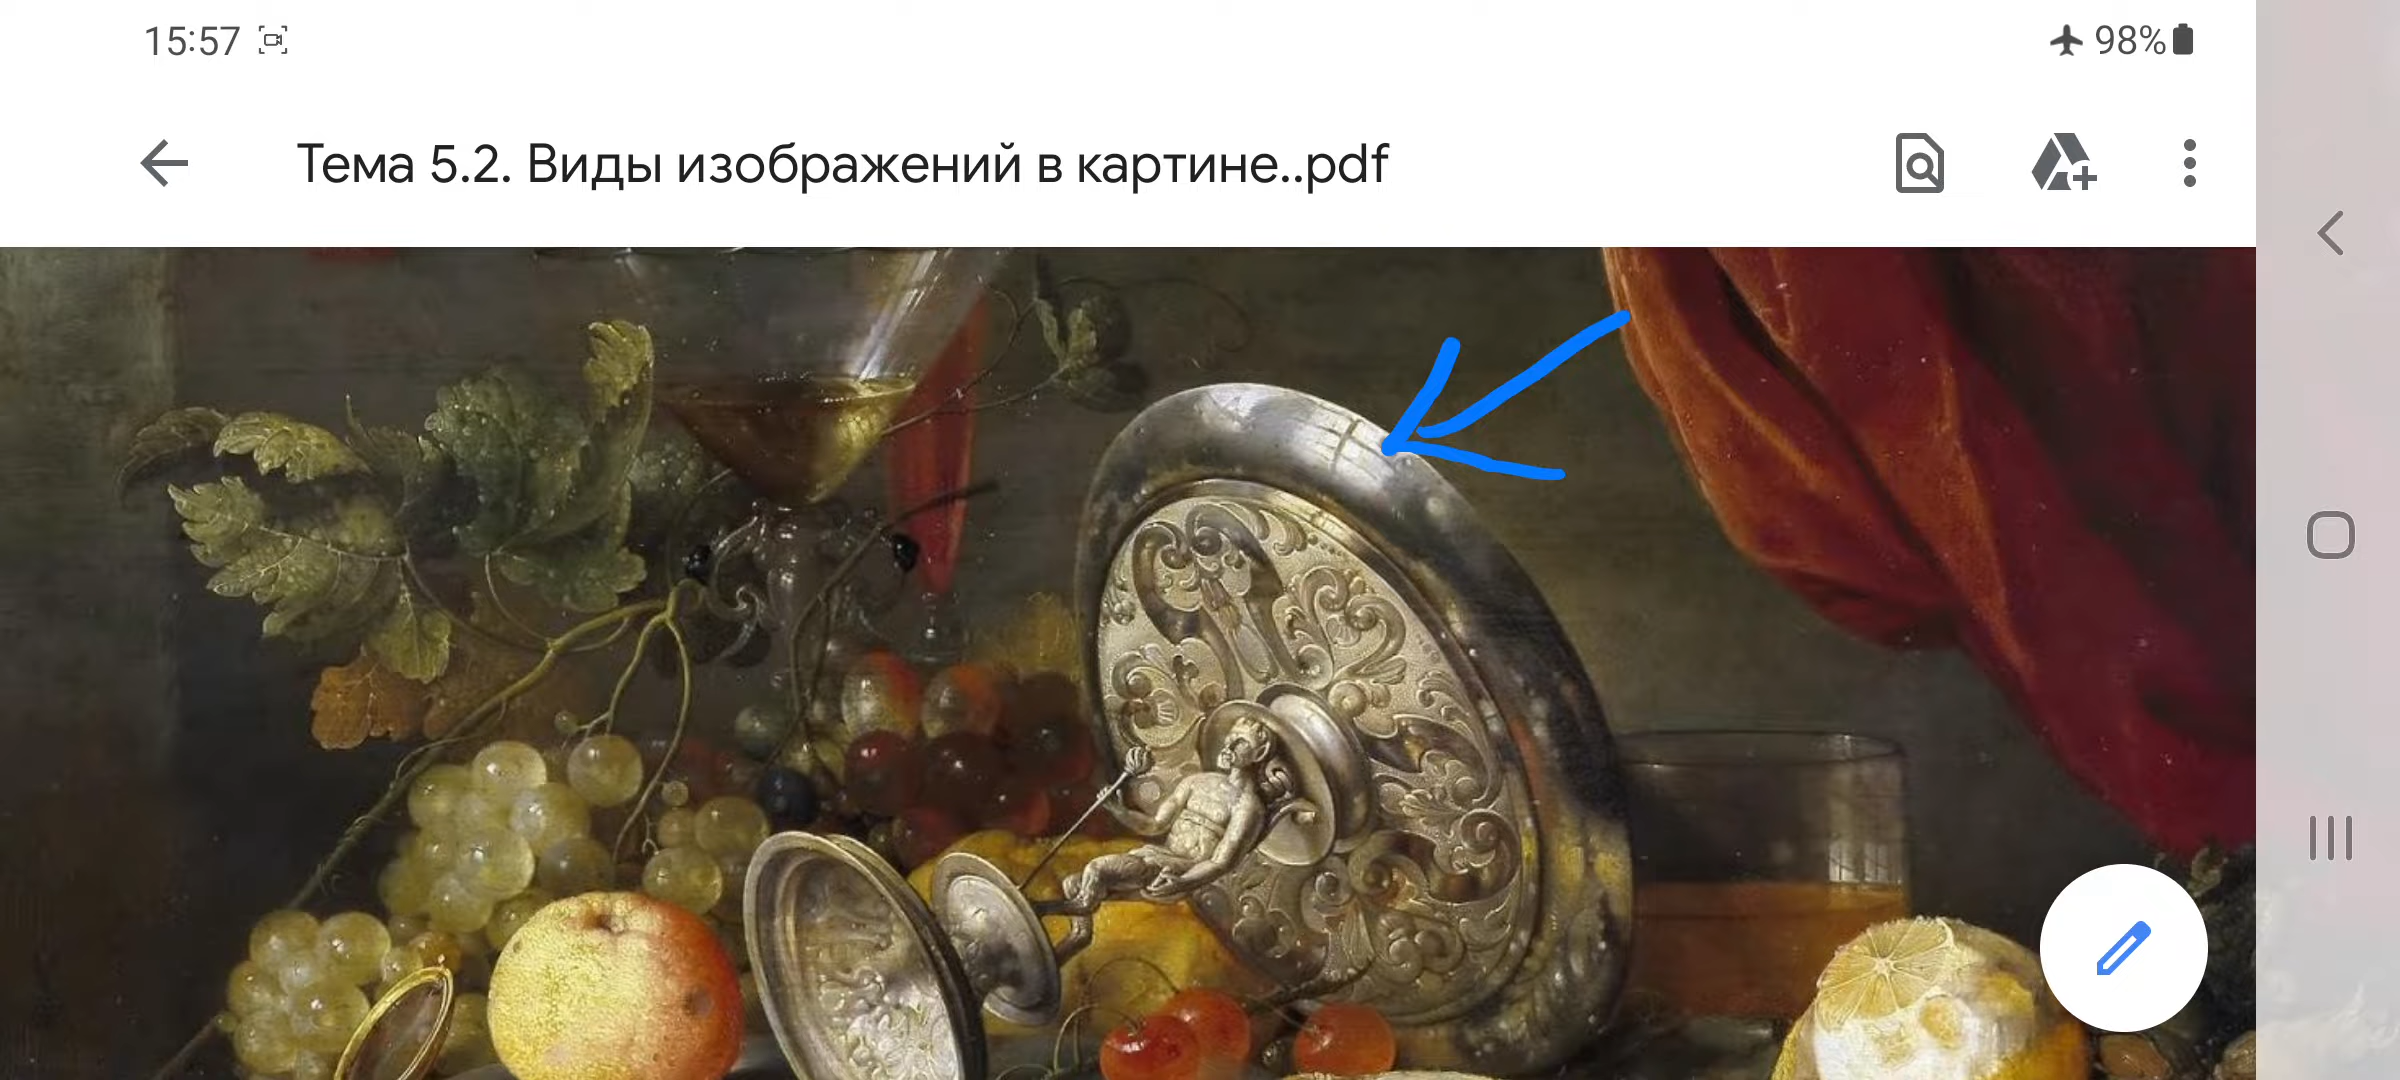 15:57
98%
Тема 5.2. Виды изображений в картине..pdf